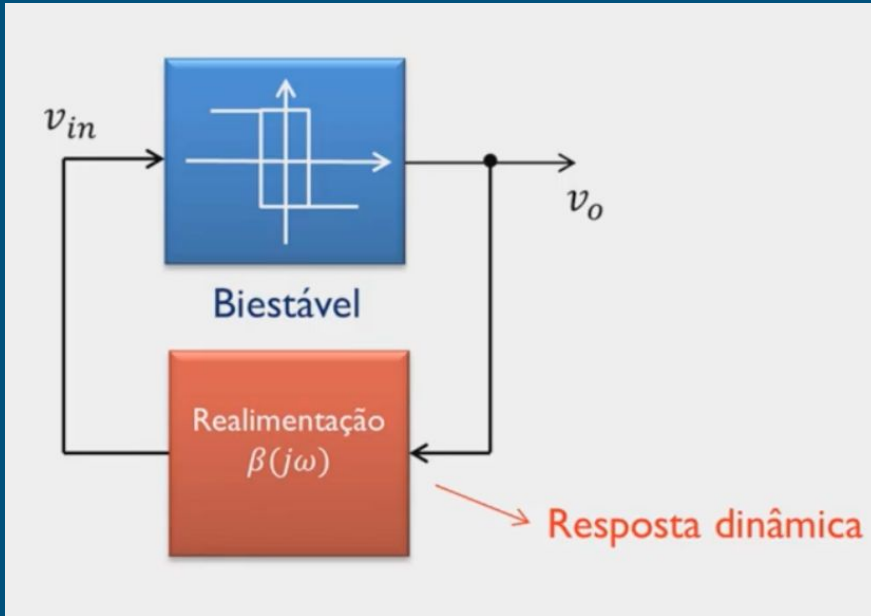 v_in
v_o
Biestável
Realimentação
β(jω)
Resposta dinâmica